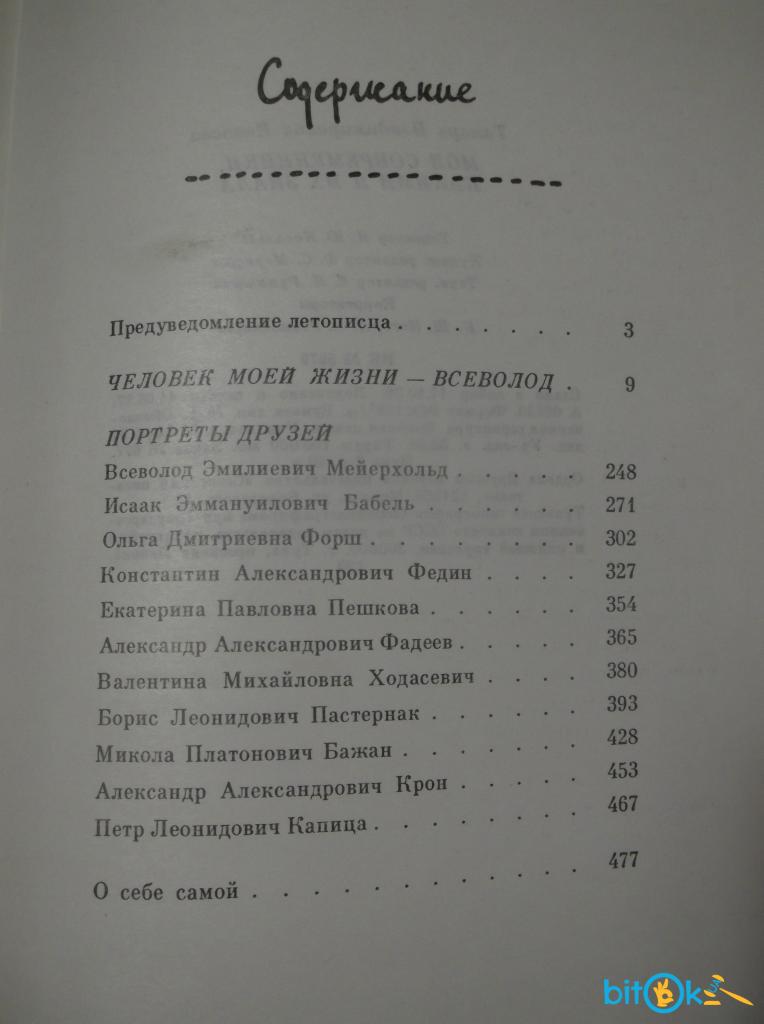 Содержание
Предуведомление летописца . . . . . . . 3
ЧЕЛОВЕК МОЕЙ ЖИЗНИ — ВСЕВОЛОД . 9
ПОРТРЕТЫ ДРУЗЕЙ
Всеволод Эмилиевич Мейерхольд . . . . . 248
Исаак Эммануилович Бабель . . . . . . 271
Ольга Дмитриевна Форш . . . . . . . . 302
Константин Александрович Федин . . . . 327
Екатерина Павловна Пешкова . . . . . . 354
Александр Александрович Фадеев . . . . . 365
Валентина Михайловна Ходасевич . . . . 380
Борис Леонидович Пастернак . . . . . . 393
Микола Платонович Бажан . . . . . . . 428
Александр Александрович Крон . . . . . 453
Петр Леонидович Капица . . . . . . . . 467
О себе самой . . . . . . . . . . . . 477
bitOk UA